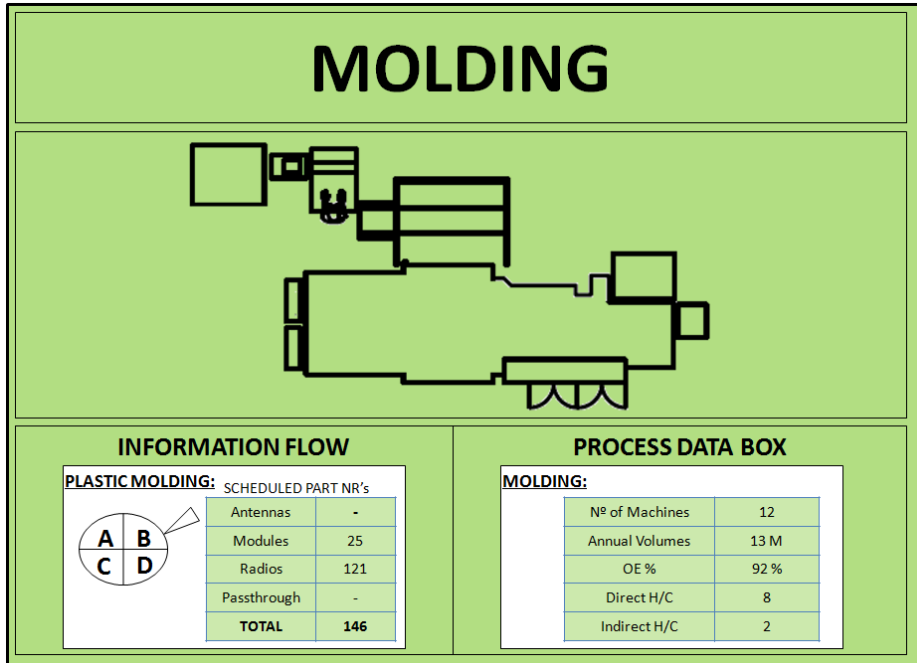 MOLDING
INFORMATION FLOW
PLASTIC MOLDING: SCHEDULED PART NR's
A B
C D
Antennas -
Modules 25
Radios 121
Passthrough -
TOTAL 146
PROCESS DATA BOX
MOLDING:
Nº of Machines 12
Annual Volumes 13 M
OE % 92 %
Direct H/C 8
Indirect H/C 2